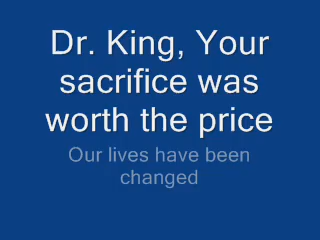 Dr. King, Your
sacrifice was
worth the price
Our lives have been
changed